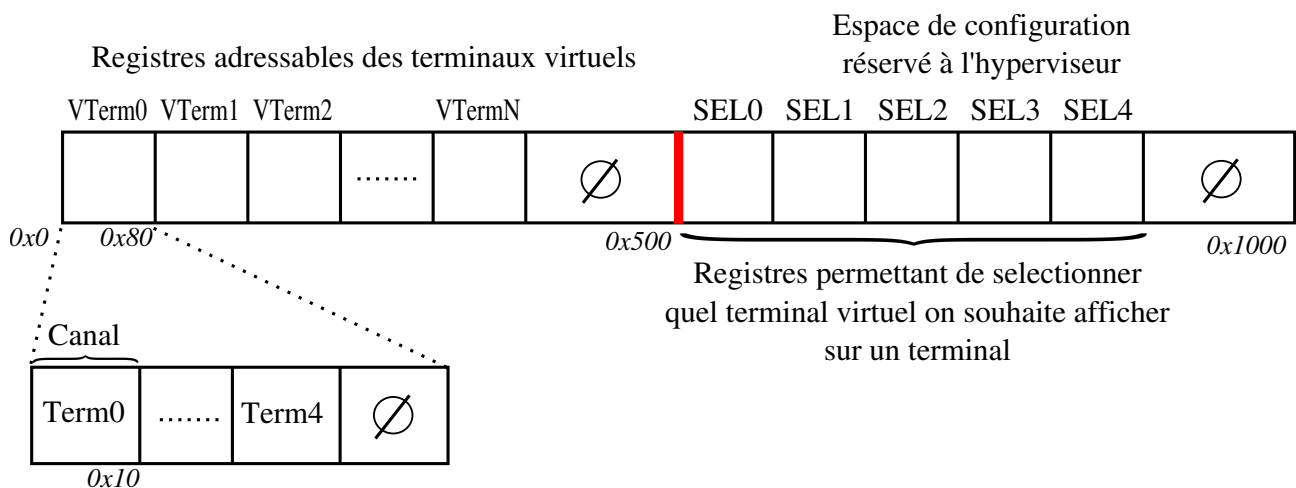 Registres adressables des terminaux virtuels
Espace de configuration
réservé à l'hyperviseur
VTerm0 VTerm1 VTerm2 VTermN SEL0 SEL1 SEL2 SEL3 SEL4
....... ∅ ∅
0x0 0x80 0x500 0x1000
Registres permettant de selectionner
quel terminal virtuel on souhaite afficher
sur un terminal
Canal
Term0 ....... Term4 ∅
0x10